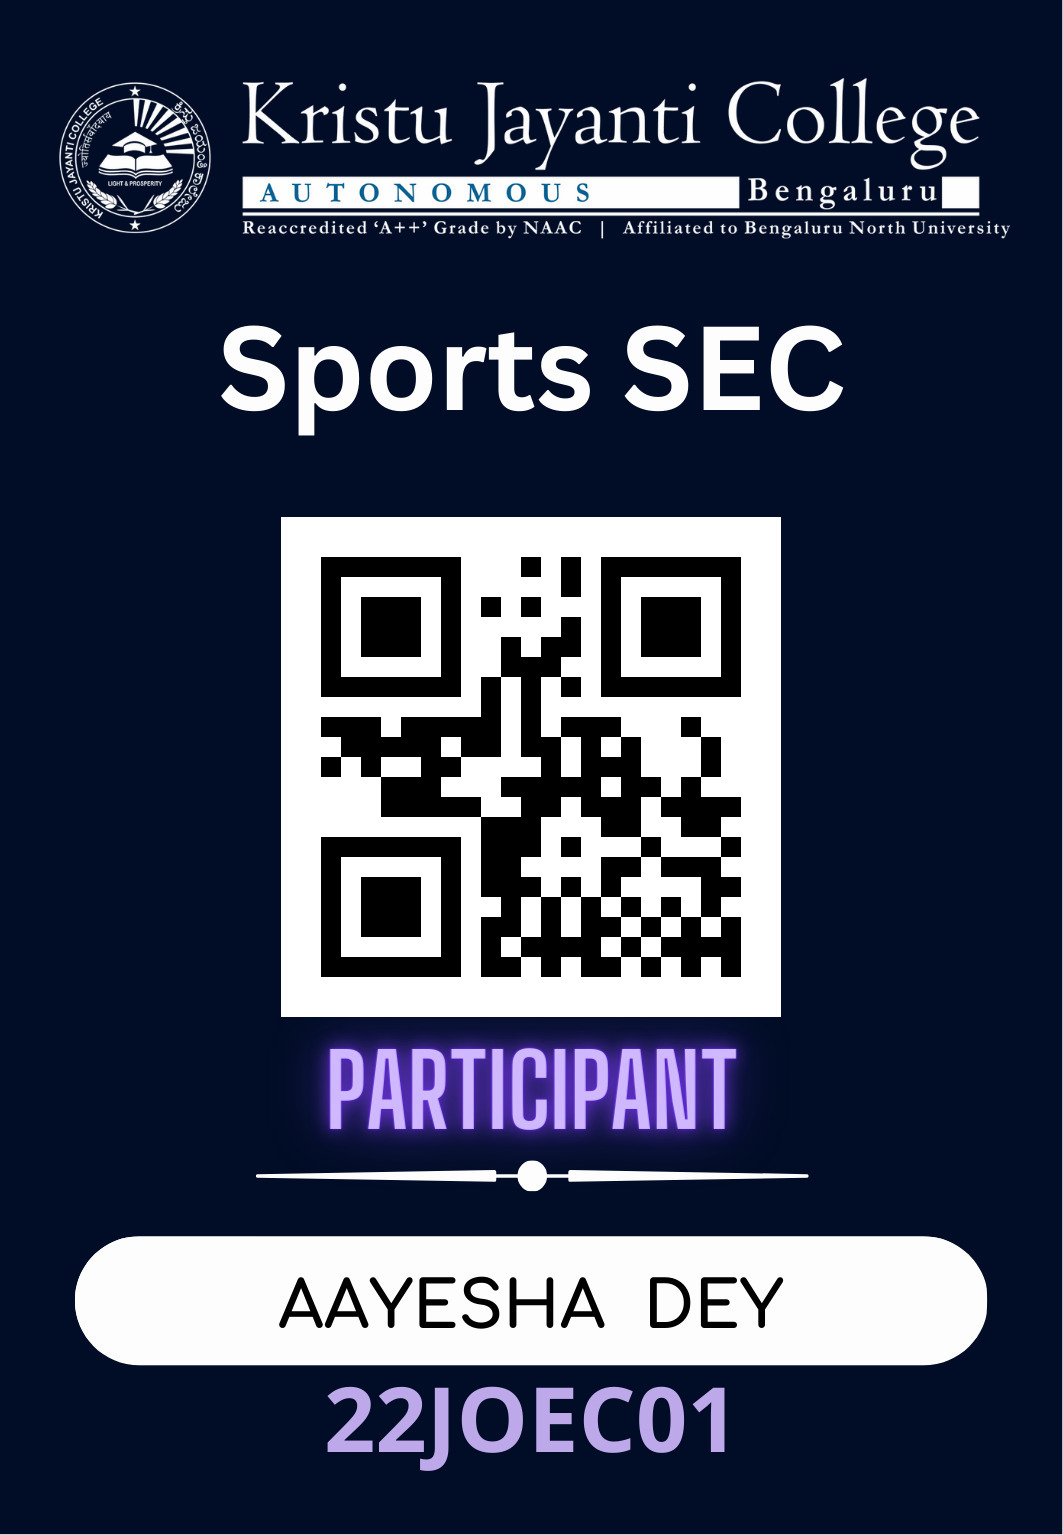 KRISTU JAYANTI COLLEGE
ज्योतिसंवादयाय
LIGHT & PROSPERITY
Kristu Jayanti College
AUTONOMOUS Bengaluru
Reaccredited ‘A++’ Grade by NAAC | Affiliated to Bengaluru North University
Sports SEC
PARTICIPANT
AAYESHA DEY
22JOEC01